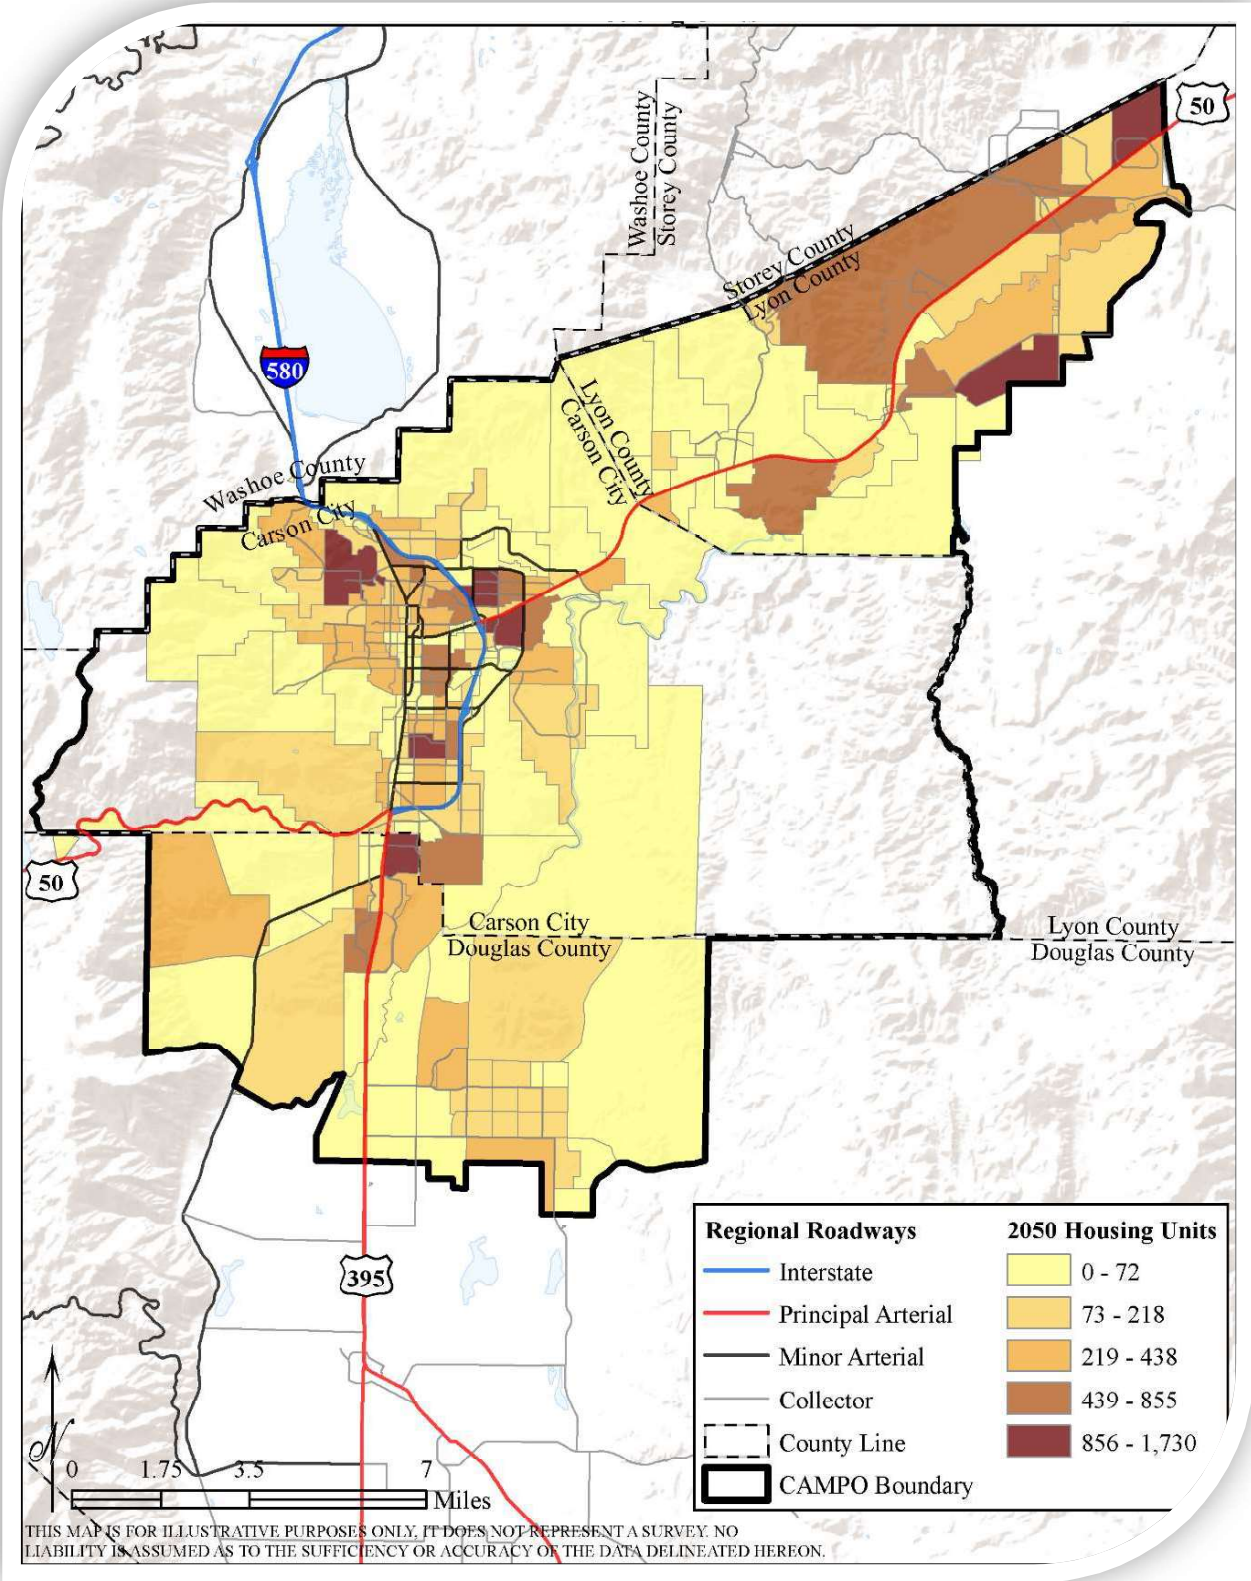 50
Washoe County
Storey County
Storey County
Lyon County
580
Lyon County
Carson City
Washoe County
Carson City
50
Carson City
Douglas County
Lyon County
Douglas County
395
Regional Roadways
Interstate
Principal Arterial
Minor Arterial
Collector
County Line
CAMPO Boundary
2050 Housing Units
0 - 72
73 - 218
219 - 438
439 - 855
856 - 1,730
N
0 1.75 3.5 7
Miles
THIS MAP IS FOR ILLUSTRATIVE PURPOSES ONLY. IT DOES NOT REPRESENT A SURVEY. NO
LIABILITY IS ASSUMED AS TO THE SUFFICIENCY OR ACCURACY OF THE DATA DELINEATED HEREON.